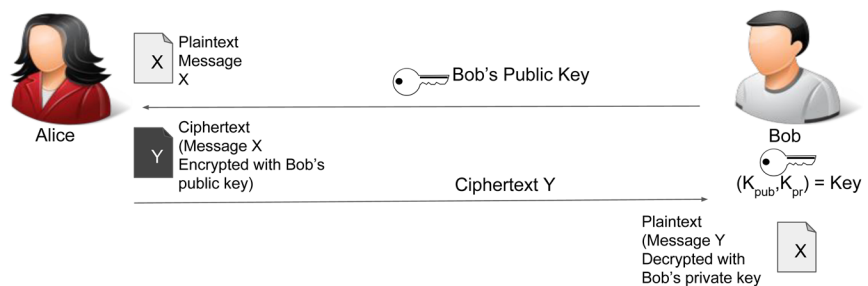 X
Plaintext
Message
X
Bob's Public Key
Alice
Bob
Y
Ciphertext
(Message X
Encrypted with Bob's
public key)
Ciphertext Y
(Kpub,Kpr) = Key
Plaintext
(Message Y
Decrypted with
Bob's private key
X